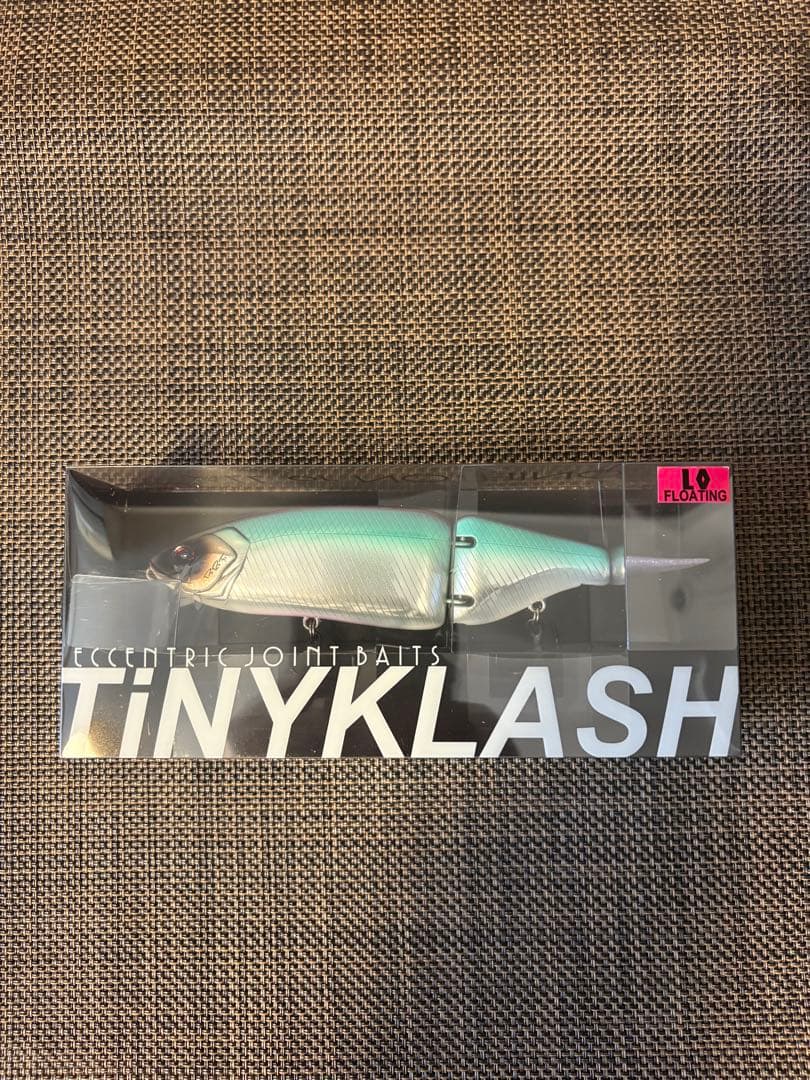 LO
FLOATING
ECCENTRIC JOINT BAITS
TiNYKLASH